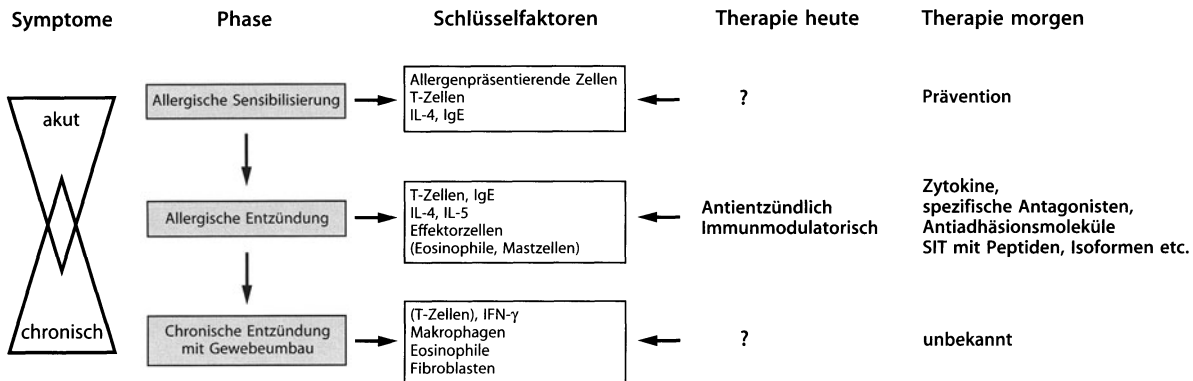 Symptome
Phase
Schlüsselfaktoren
Therapie heute
Therapie morgen
akut
chronisch
Allergische Sensibilisierung
Allergenpräsentierende Zellen
T-Zellen
IL-4, IgE
?
Prävention
Allergische Entzündung
T-Zellen, IgE
IL-4, IL-5
Effektorzellen
(Eosinophile, Mastzellen)
Antientzündlich
Immunmodulatorisch
Zytokine,
spezifische Antagonisten,
Antiadhäsionsmoleküle
SIT mit Peptiden, Isoformen etc.
Chronische Entzündung
mit Gewebeumbau
(T-Zellen), IFN-γ
Makrophagen
Eosinophile
Fibroblasten
?
unbekannt